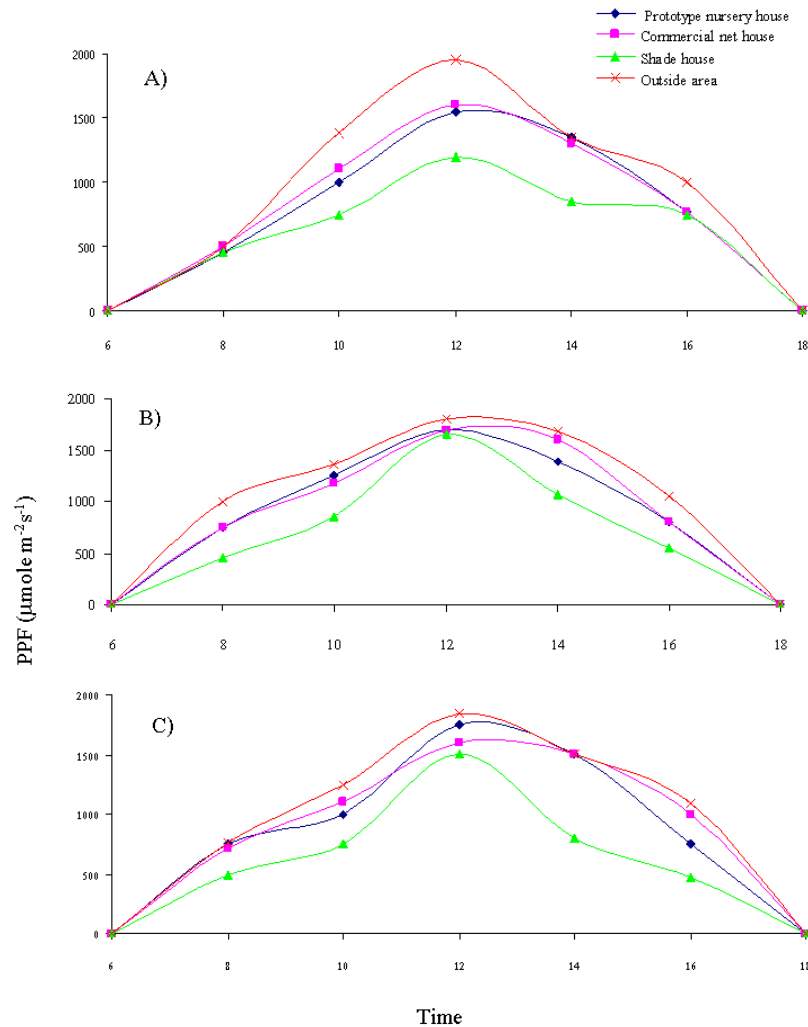 Prototype nursery house
Commercial net house
Shade house
Outside area
A)
2000
1500
1000
500
0
6 8 10 12 14 16 18
B)
2000
1500
1000
500
0
6 8 10 12 14 16 18
PPF (µmole m⁻²s⁻¹)
C)
2000
1500
1000
500
0
6 8 10 12 14 16 18
Time